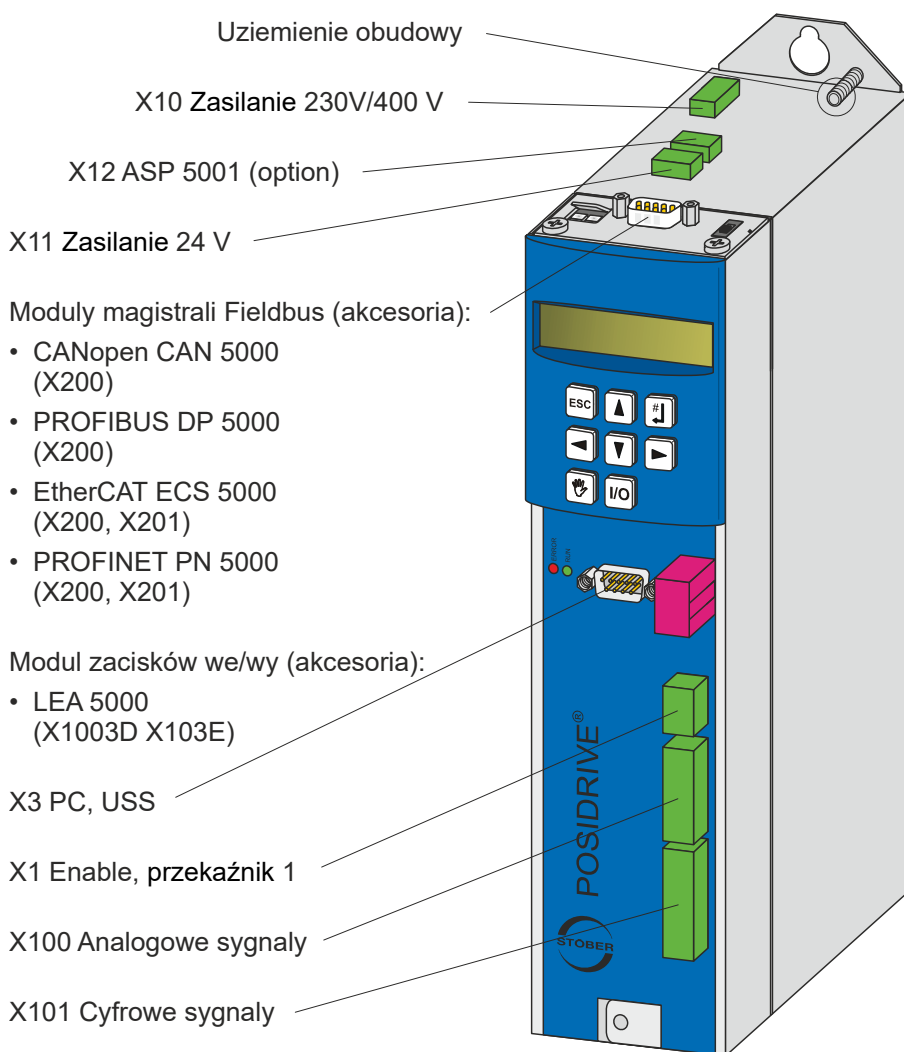 Uziemienie obudowy
X10 Zasilanie 230V/400 V
X12 ASP 5001 (option)
X11 Zasilanie 24 V
Moduly magistrali Fieldbus (akcesoria):
• CANopen CAN 5000
(X200)
• PROFIBUS DP 5000
(X200)
• EtherCAT ECS 5000
(X200, X201)
• PROFINET PN 5000
(X200, X201)
Modul zacisków we/wy (akcesoria):
• LEA 5000
(X1003D X103E)
X3 PC, USS
X1 Enable, przekaźnik 1
X100 Analogowe sygnaly
X101 Cyfrowe sygnaly
ESC
#
I/O
ERROR
RUN
POSIDRIVE®
STÖBER